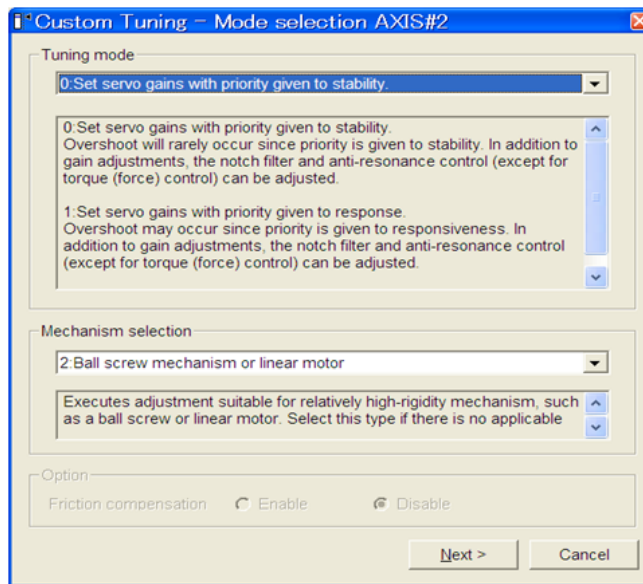 Custom Tuning - Mode selection AXIS#2
Tuning mode
0:Set servo gains with priority given to stability.
0:Set servo gains with priority given to stability.
Overshoot will rarely occur since priority is given to stability. In addition to
gain adjustments, the notch filter and anti-resonance control (except for
torque (force) control) can be adjusted.
1:Set servo gains with priority given to response.
Overshoot may occur since priority is given to responsiveness. In
addition to gain adjustments, the notch filter and anti-resonance control
(except for torque (force) control) can be adjusted.
Mechanism selection
2:Ball screw mechanism or linear motor
Executes adjustment suitable for relatively high-rigidity mechanism, such
as a ball screw or linear motor. Select this type if there is no applicable
Option
Friction compensation Enable Disable
Next > Cancel